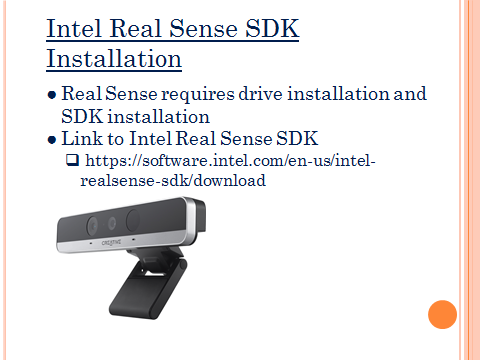 Intel Real Sense SDK
Installation
● Real Sense requires drive installation and
SDK installation
● Link to Intel Real Sense SDK
❑ https://software.intel.com/en-us/intel-
realsense-sdk/download
CREATIVE